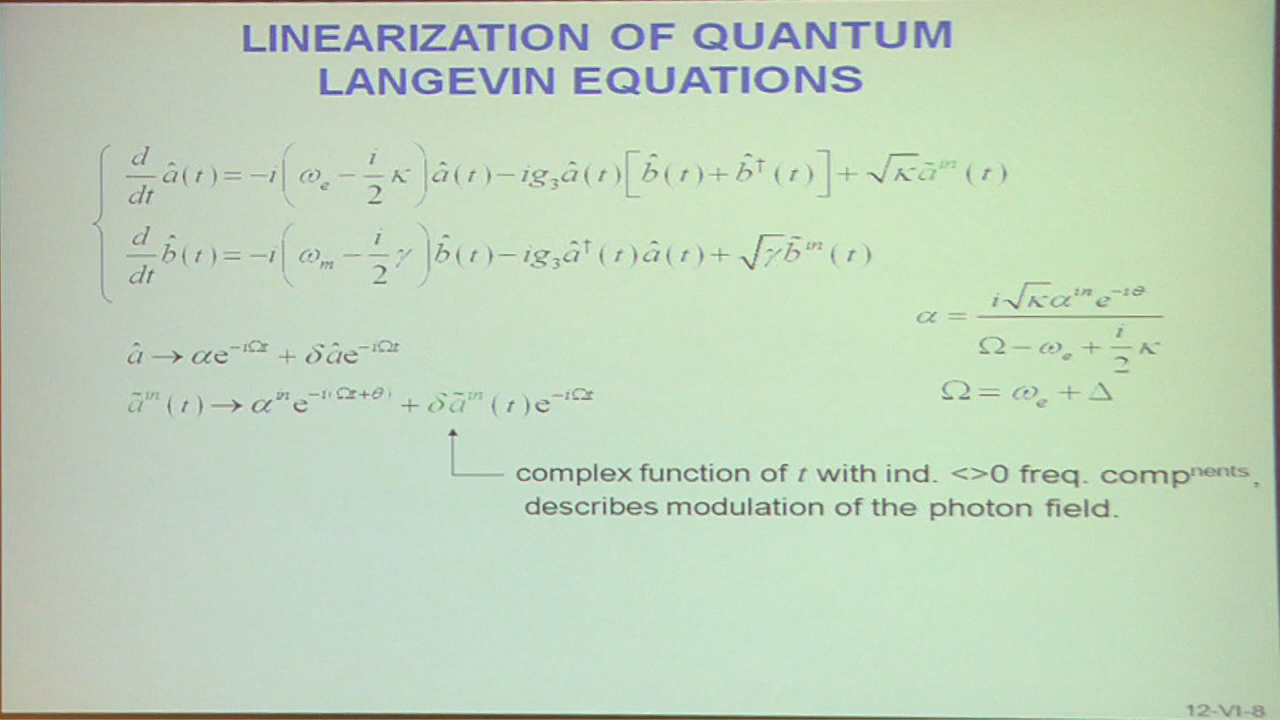 LINEARIZATION OF QUANTUM
LANGEVIN EQUATIONS
d/dt â(t) = −i(ω_e − i/2 κ)â(t) − ig₃â(t)[b̂(t) + b̂†(t)] + √κ ã^in(t)
d/dt b̂(t) = −i(ω_m − i/2 γ)b̂(t) − ig₃â†(t)â(t) + √γ b̃^in(t)
α = i√κ α^in e^−iθ / (Ω − ω_e + i/2 κ)
â → αe^−iΩt + δâe^−iΩt
Ω = ω_e + Δ
ã^in(t) → α^in e^−i(Ωt+θ) + δã^in(t)e^−iΩt
complex function of t with ind. <>0 freq. compnents,
describes modulation of the photon field.
12-VI-8